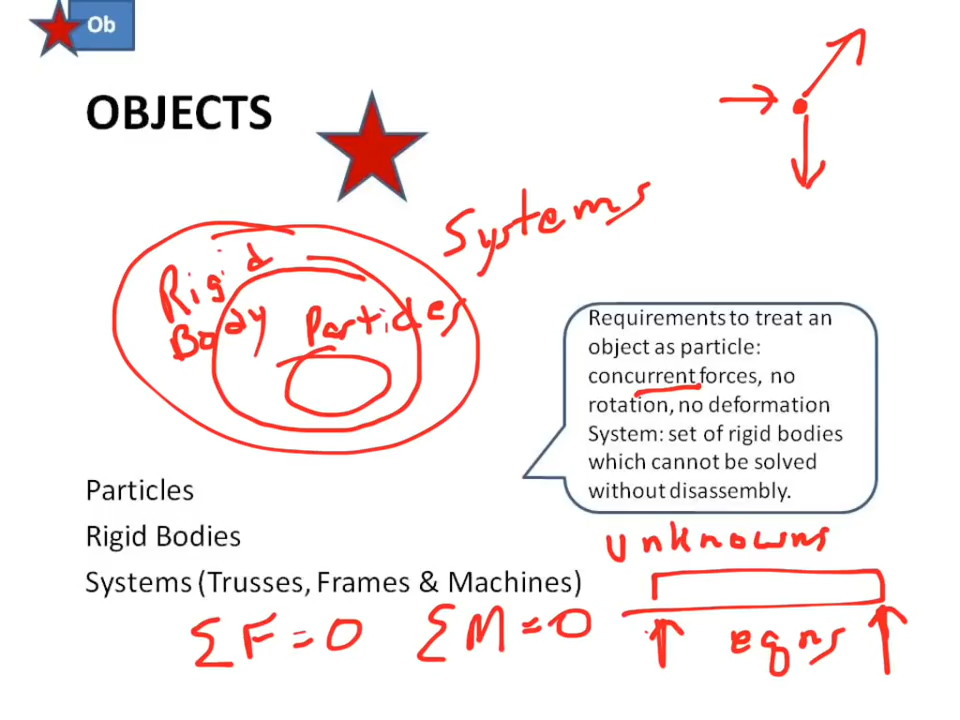 Ob
OBJECTS
Systems
Rigid
Body Particles
Requirements to treat an
object as particle:
concurrent forces, no
rotation, no deformation
System: set of rigid bodies
which cannot be solved
without disassembly.
Particles
Rigid Bodies
Systems (Trusses, Frames & Machines)
unknowns
ΣF=0 ΣM=0
eqns